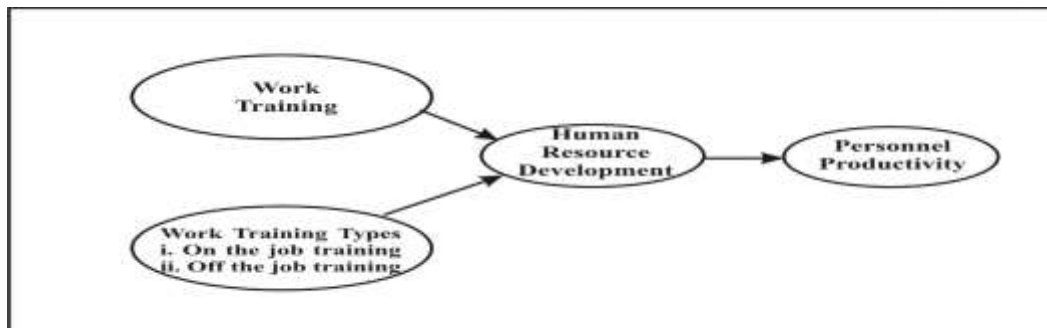 Work
Training
Human
Resource
Development
Personnel
Productivity
Work Training Types
i. On the job training
ii. Off the job training